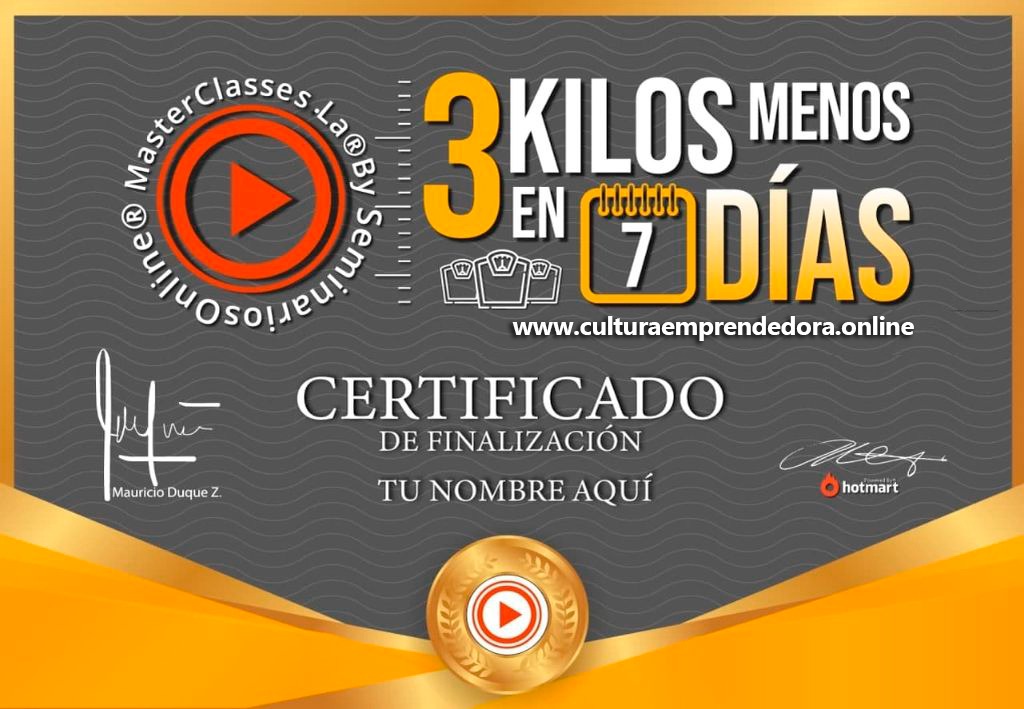 MasterClasses.La® By SeminariosOnline®
3 KILOS MENOS
EN 7 DÍAS
www.culturaemprendedora.online
CERTIFICADO
DE FINALIZACIÓN
TU NOMBRE AQUÍ
Mauricio Duque Z.
Powered By
hotmart